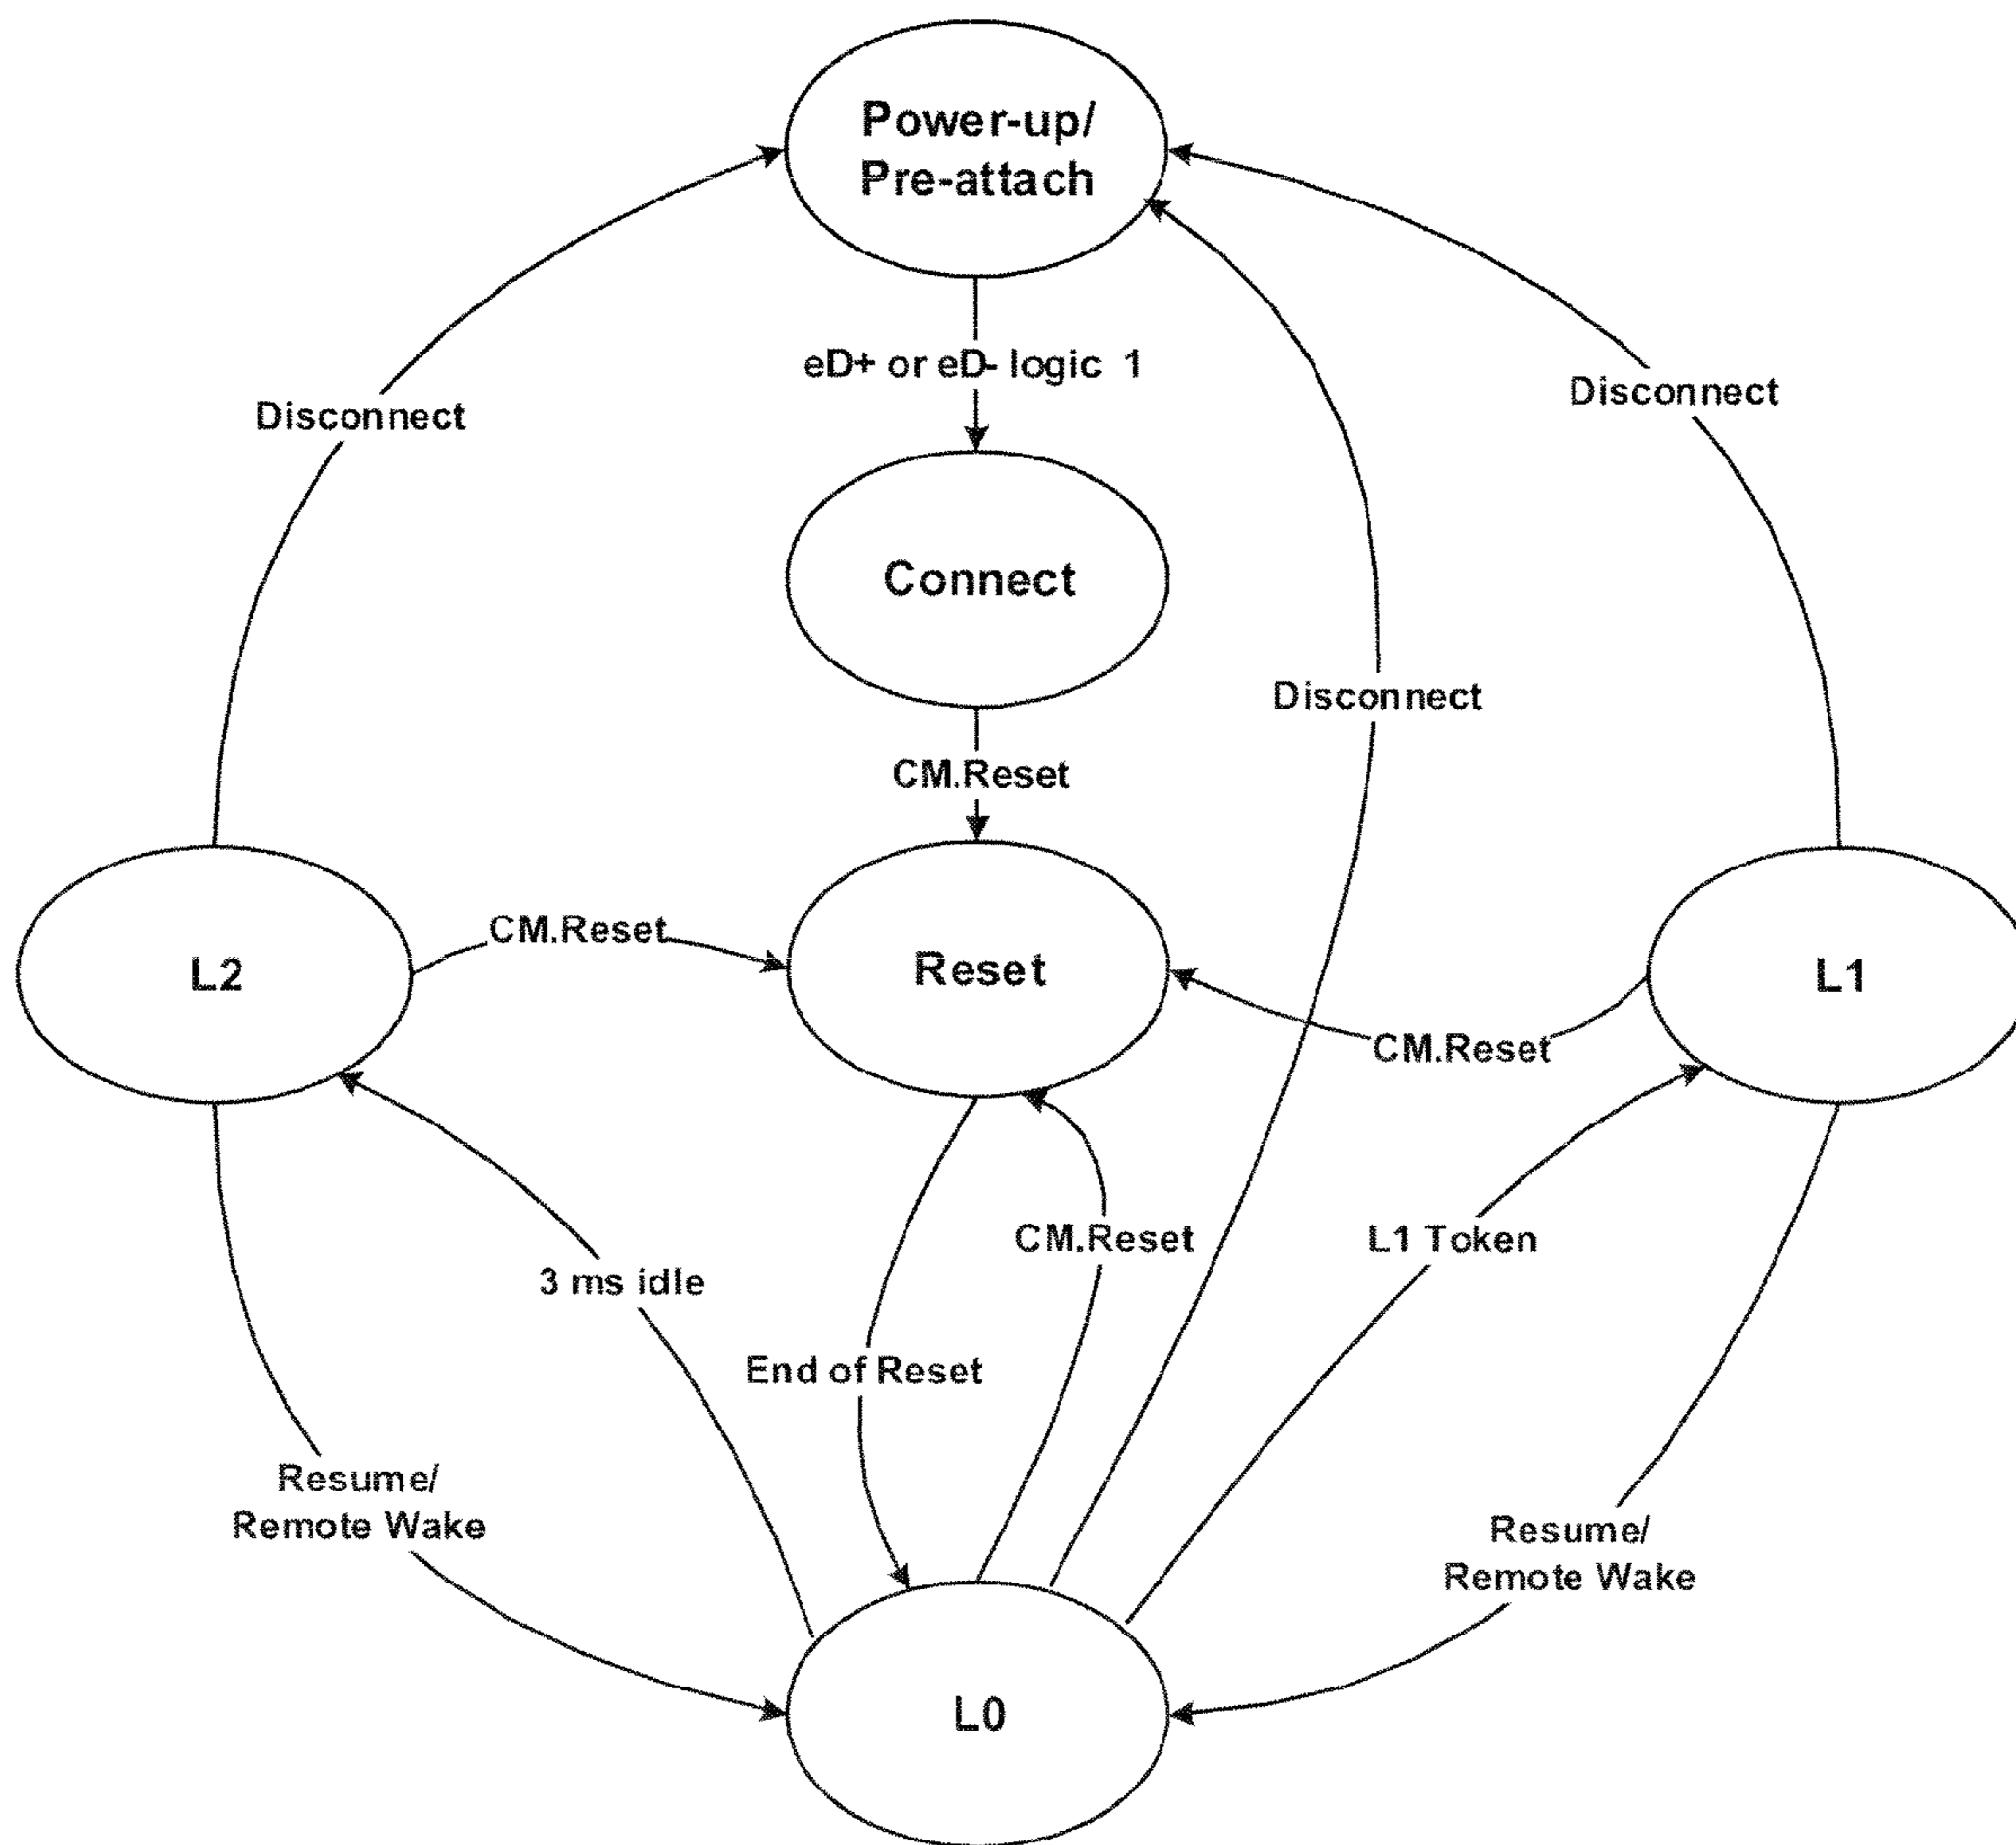 Power-up/
Pre-attach
eD+ or eD- logic 1
Disconnect
Disconnect
Connect
Disconnect
CM.Reset
CM.Reset
L2
Reset
L1
CM.Reset
CM.Reset
L1 Token
3 ms idle
End of Reset
Resume/
Remote Wake
Resume/
Remote Wake
L0